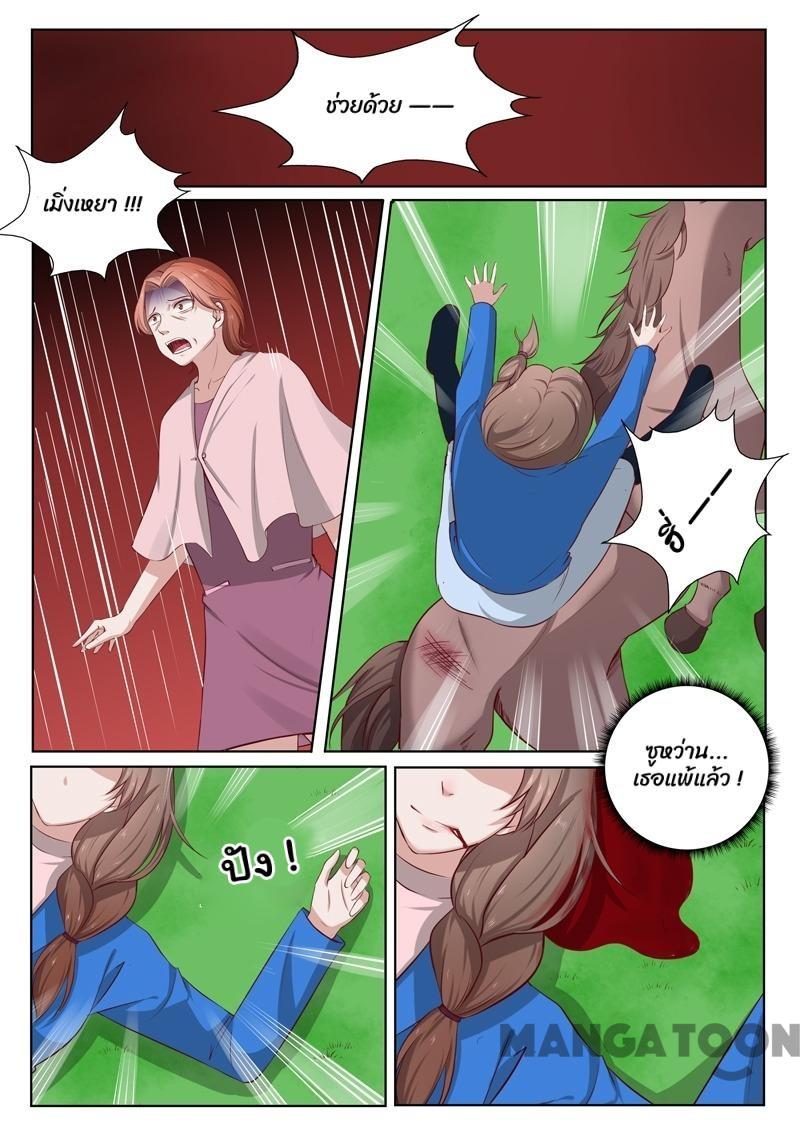 ช่วยด้วย ——
เมิ่งเหยา !!!
ฮี่ ——
ซูหว่าน...
เธอแพ้แล้ว !
ปัง !
MANGATOON